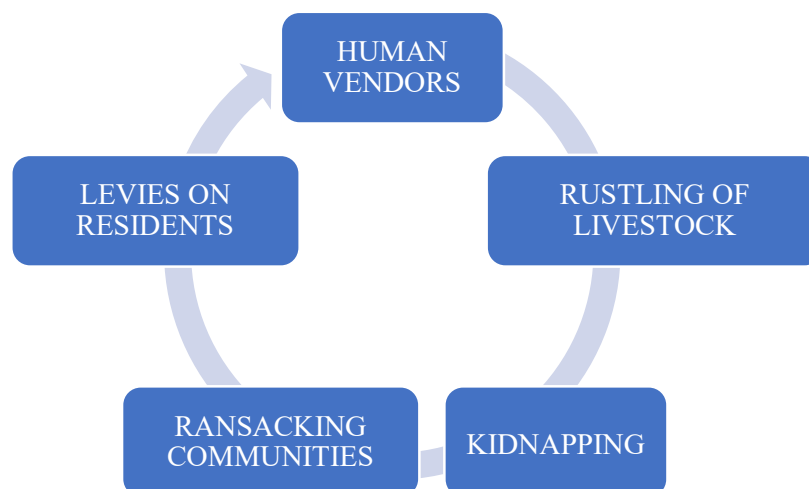 HUMAN
VENDORS
RUSTLING OF
LIVESTOCK
KIDNAPPING
RANSACKING
COMMUNITIES
LEVIES ON
RESIDENTS